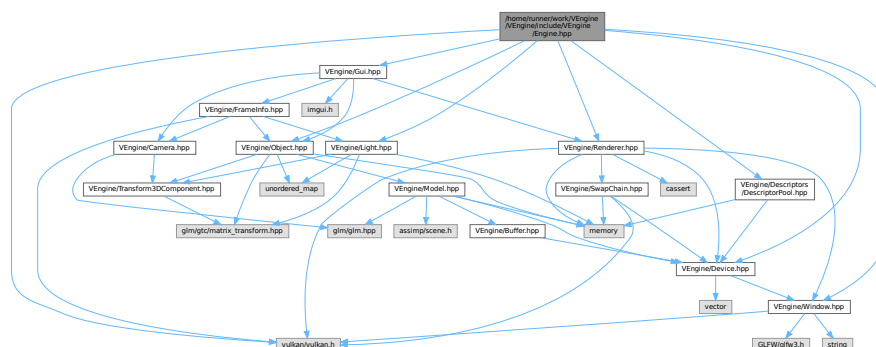 /home/runner/work/VEngine
/VEngine/include/VEngine
/Engine.hpp
VEngine/Gui.hpp
VEngine/FrameInfo.hpp
imgui.h
VEngine/Camera.hpp
VEngine/Object.hpp
VEngine/Light.hpp
VEngine/Renderer.hpp
VEngine/Transform3DComponent.hpp
unordered_map
VEngine/Model.hpp
VEngine/SwapChain.hpp
cassert
VEngine/Descriptors
/DescriptorPool.hpp
glm/gtc/matrix_transform.hpp
glm/glm.hpp
assimp/scene.h
VEngine/Buffer.hpp
memory
VEngine/Device.hpp
vector
VEngine/Window.hpp
vulkan/vulkan.h
GLFW/glfw3.h
string